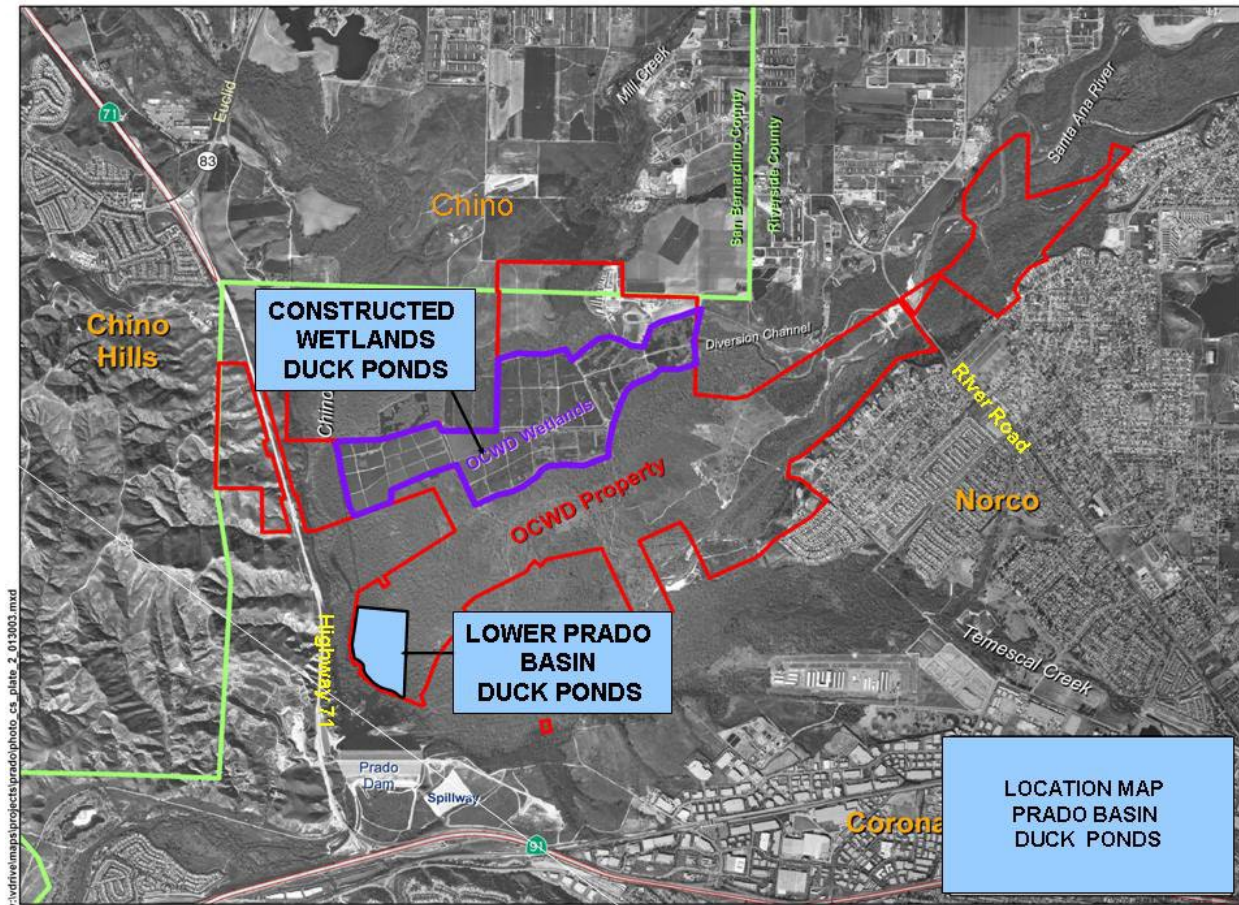 71
Euclid
83
Mill Creek
San Bernardino County
Riverside County
Santa Ana River
Chino
Chino
Hills
CONSTRUCTED
WETLANDS
DUCK PONDS
Diversion Channel
Chino
OCWD Wetlands
River Road
OCWD Property
Norco
Highway 71
LOWER PRADO
BASIN
DUCK PONDS
Temescal Creek
Prado
Dam
Spillway
91
Corona
LOCATION MAP
PRADO BASIN
DUCK PONDS